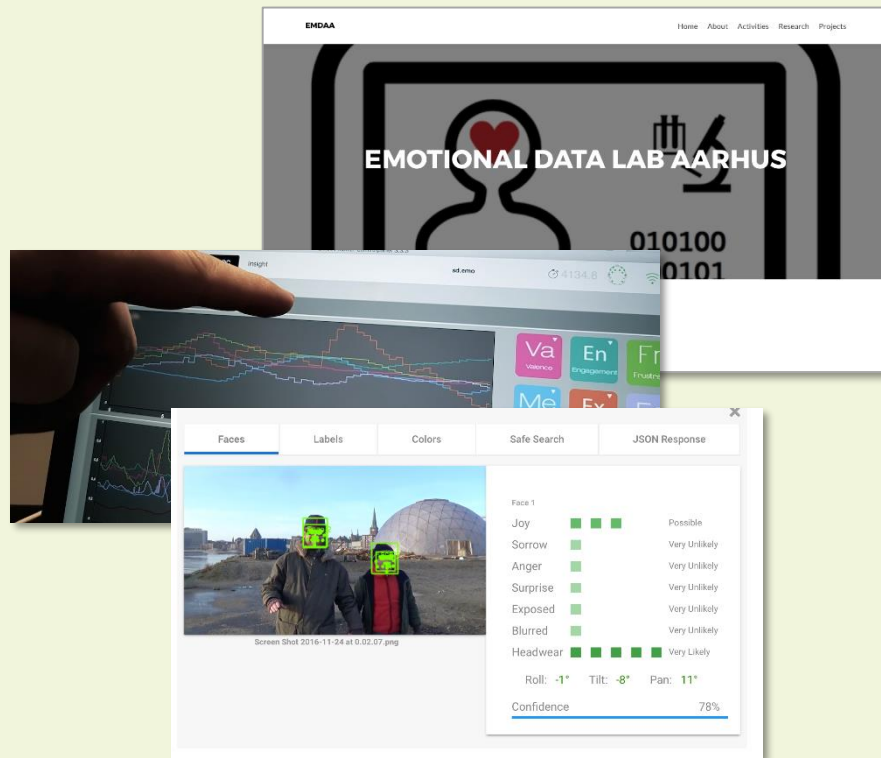 EMDAA
Home About Activities Research Projects
EMOTIONAL DATA LAB AARHUS
010100
0101
insight
sd.emo
4134.8
Va
Valence
En
Engagement
Fr
Me
Ex
Faces Labels Colors Safe Search JSON Response
Screen Shot 2016-11-24 at 0.02.07.png
Face 1
Joy Possible
Sorrow Very Unlikely
Anger Very Unlikely
Surprise Very Unlikely
Exposed Very Unlikely
Blurred Very Unlikely
Headwear Very Likely
Roll: -1° Tilt: -8° Pan: 11°
Confidence 78%